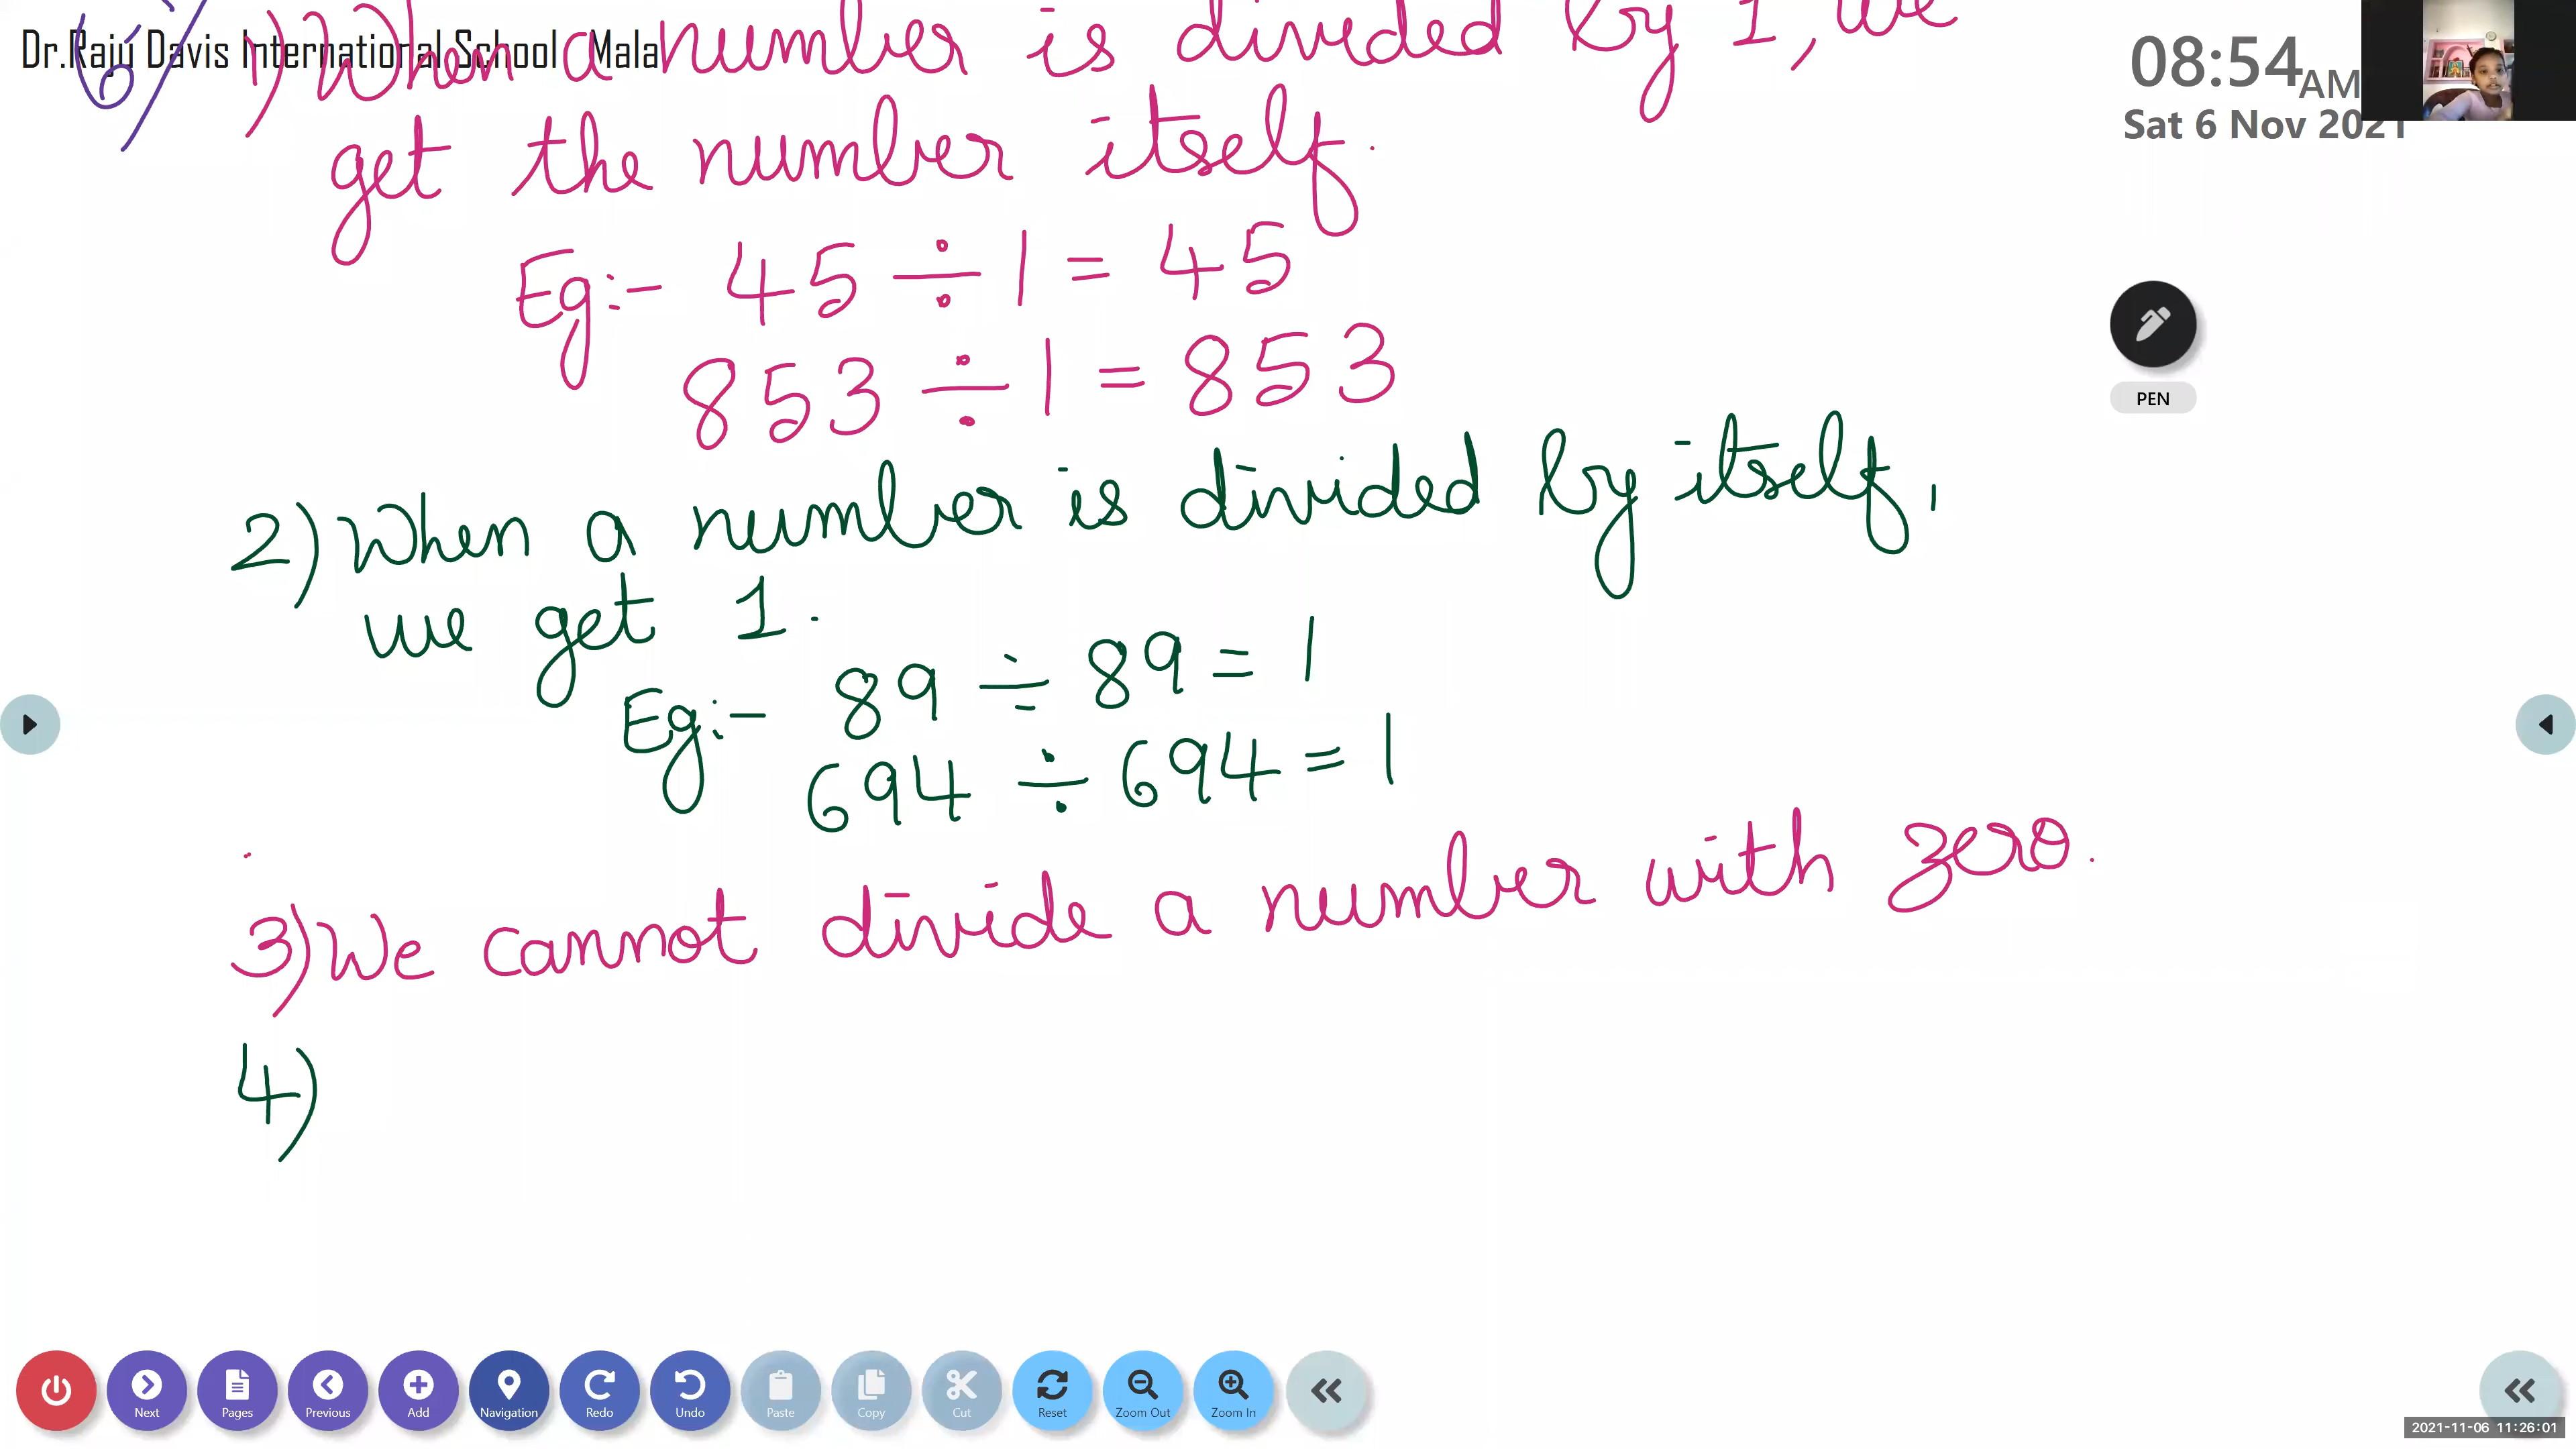 Dr.Raju Davis International School Mala
08:54 AM
Sat 6 Nov 2021
6) 1) When a number is divided by 1, we
get the number itself.
Eg:- 45 ÷ 1 = 45
853 ÷ 1 = 853
PEN
2) When a number is divided by itself,
we get 1.
Eg:- 89 ÷ 89 = 1
694 ÷ 694 = 1
3) We cannot divide a number with zero.
4)
Next Pages Previous Add Navigation Redo Undo Paste Copy Cut Reset Zoom Out Zoom In
2021-11-06 11:26:01